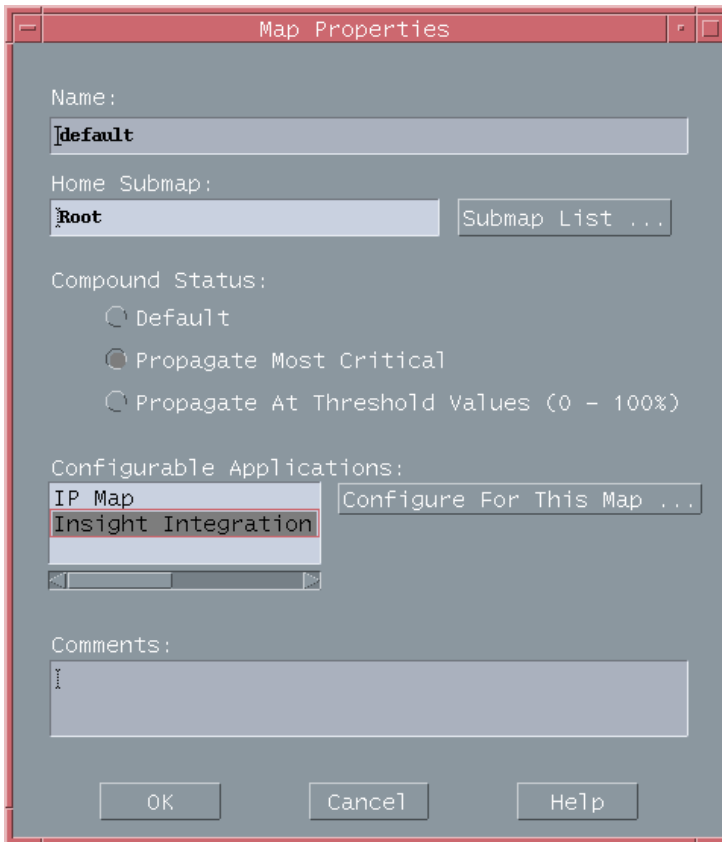 Map Properties
Name:
default
Home Submap:
Root
Submap List ...
Compound Status:
Default
Propagate Most Critical
Propagate At Threshold Values (0 - 100%)
Configurable Applications:
IP Map
Insight Integration
Configure For This Map ...
Comments:
OK
Cancel
Help